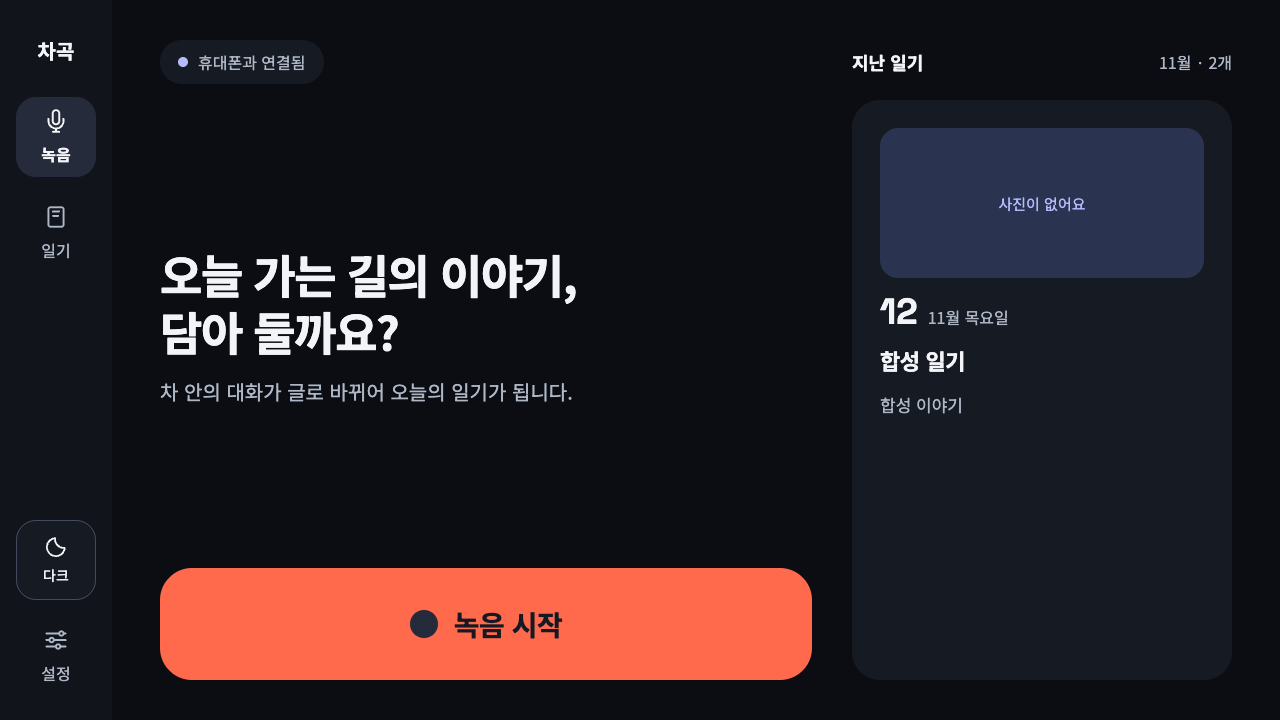 차곡
녹음
일기
다크
설정
휴대폰과 연결됨
오늘 가는 길의 이야기,
담아 둘까요?
차 안의 대화가 글로 바뀌어 오늘의 일기가 됩니다.
녹음 시작
지난 일기
11월 · 2개
사진이 없어요
12 11월 목요일
합성 일기
합성 이야기